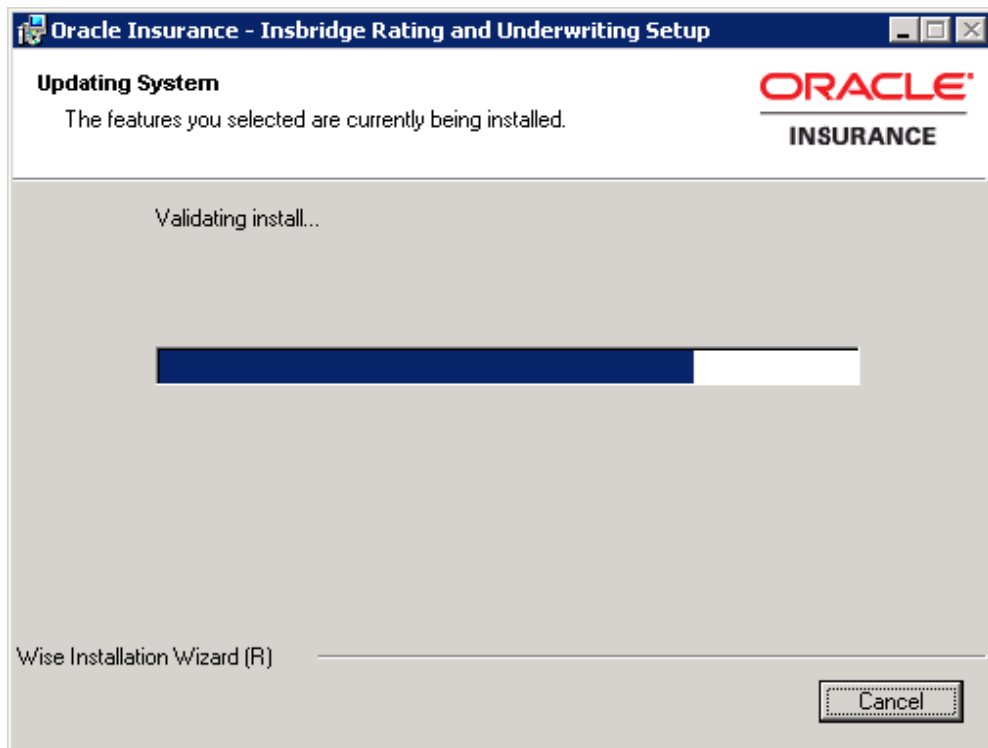 Oracle Insurance - Insbridge Rating and Underwriting Setup
Updating System
The features you selected are currently being installed.
ORACLE
INSURANCE
Validating install...
Wise Installation Wizard (R)
Cancel